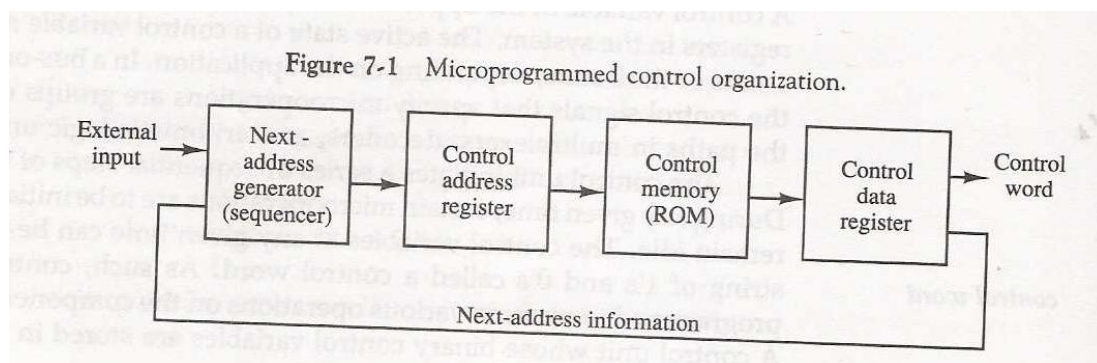 Figure 7-1 Microprogrammed control organization.
External
input
Next
address
generator
(sequencer)
Control
address
register
Control
memory
(ROM)
Control
data
register
Control
word
Next-address information